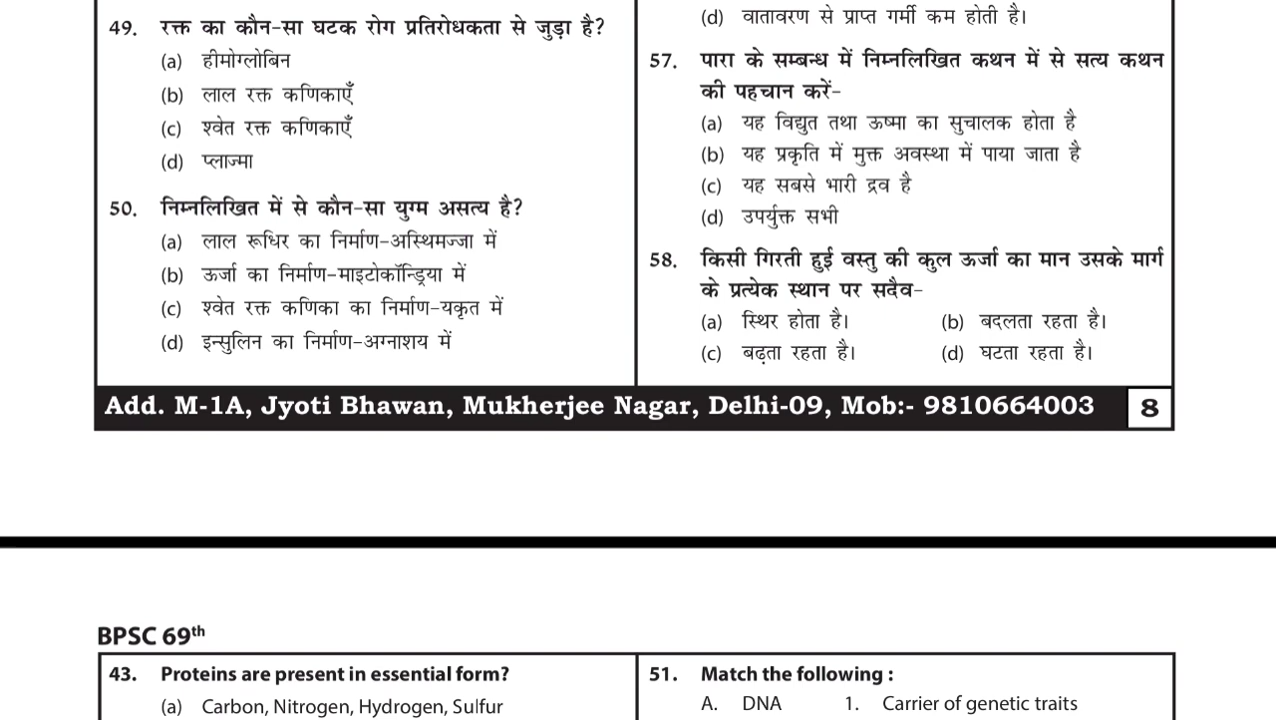 49. रक्त का कौन-सा घटक रोग प्रतिरोधकता से जुड़ा है?
(a) हीमोग्लोबिन
(b) लाल रक्त कणिकाएँ
(c) श्वेत रक्त कणिकाएँ
(d) प्लाज्मा
50. निम्नलिखित में से कौन-सा युग्म असत्य है?
(a) लाल रूधिर का निर्माण-अस्थिमज्जा में
(b) ऊर्जा का निर्माण-माइटोकॉन्ड्रिया में
(c) श्वेत रक्त कणिका का निर्माण-यकृत में
(d) इन्सुलिन का निर्माण-अग्नाशय में
(d) वातावरण से प्राप्त गर्मी कम होती है।
57. पारा के सम्बन्ध में निम्नलिखित कथन में से सत्य कथन
की पहचान करें-
(a) यह विद्युत तथा ऊष्मा का सुचालक होता है
(b) यह प्रकृति में मुक्त अवस्था में पाया जाता है
(c) यह सबसे भारी द्रव है
(d) उपर्युक्त सभी
58. किसी गिरती हुई वस्तु की कुल ऊर्जा का मान उसके मार्ग
के प्रत्येक स्थान पर सदैव-
(a) स्थिर होता है। (b) बदलता रहता है।
(c) बढ़ता रहता है। (d) घटता रहता है।
Add. M-1A, Jyoti Bhawan, Mukherjee Nagar, Delhi-09, Mob:- 9810664003 8
BPSC 69th
43. Proteins are present in essential form?
(a) Carbon, Nitrogen, Hydrogen, Sulfur
51. Match the following :
A. DNA 1. Carrier of genetic traits